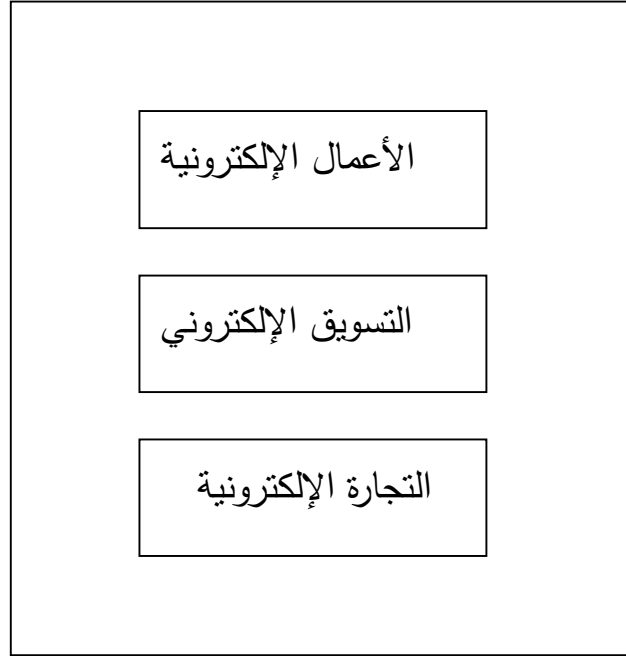 الأعمال الإلكترونية
التسويق الإلكتروني
التجارة الإلكترونية